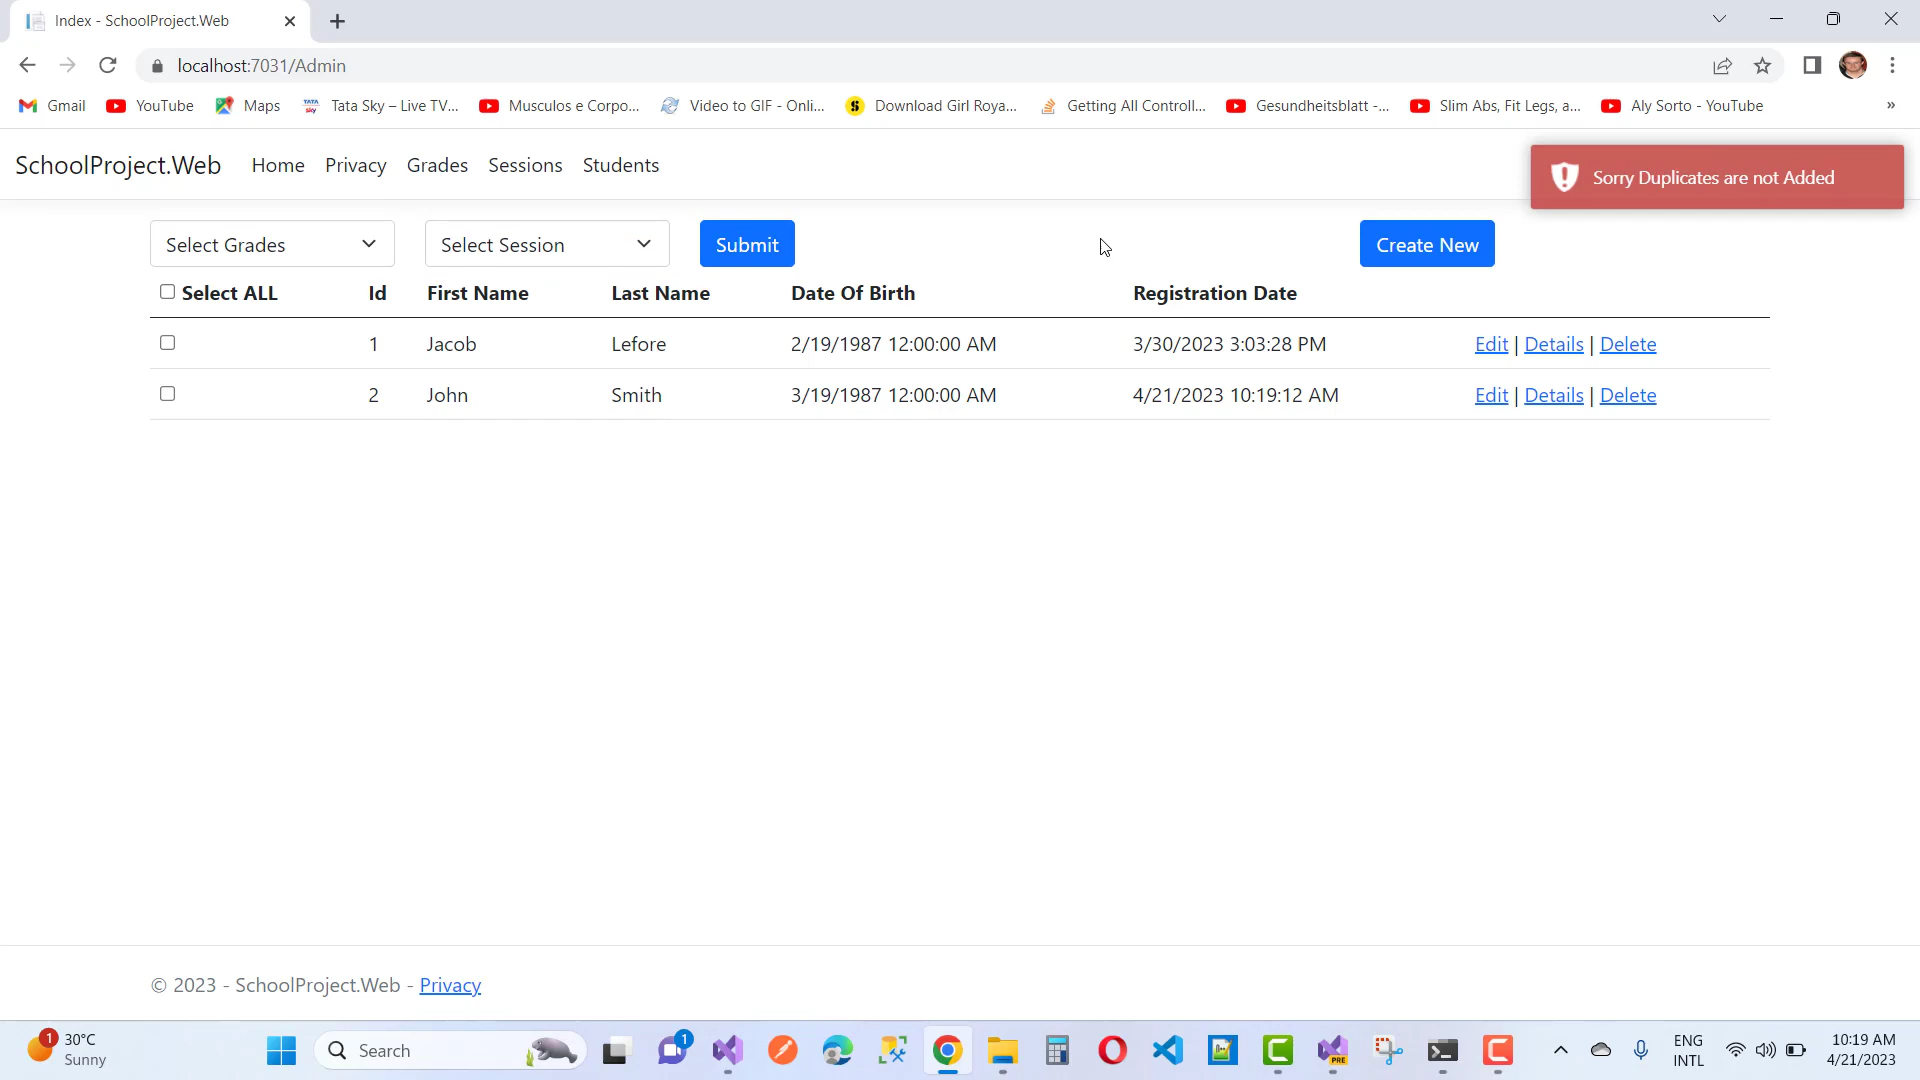 Index - SchoolProject.Web
localhost:7031/Admin
Gmail YouTube Maps Tata Sky – Live TV... Musculos e Corpo... Video to GIF - Onli... Download Girl Roya... Getting All Controll... Gesundheitsblatt -... Slim Abs, Fit Legs, a... Aly Sorto - YouTube »
SchoolProject.Web Home Privacy Grades Sessions Students
Sorry Duplicates are not Added
Select Grades Select Session Submit Create New
Select ALL Id First Name Last Name Date Of Birth Registration Date
1 Jacob Lefore 2/19/1987 12:00:00 AM 3/30/2023 3:03:28 PM Edit | Details | Delete
2 John Smith 3/19/1987 12:00:00 AM 4/21/2023 10:19:12 AM Edit | Details | Delete
© 2023 - SchoolProject.Web - Privacy
1 30°C
Sunny
Search
1
PRE
ENG
INTL
10:19 AM
4/21/2023